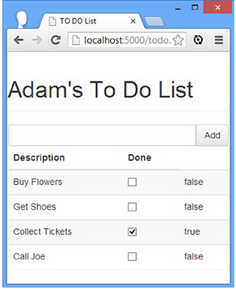 TO DO List
localhost:5000/todo.
Adam's To Do List
Add
Description Done
Buy Flowers false
Get Shoes false
Collect Tickets true
Call Joe false